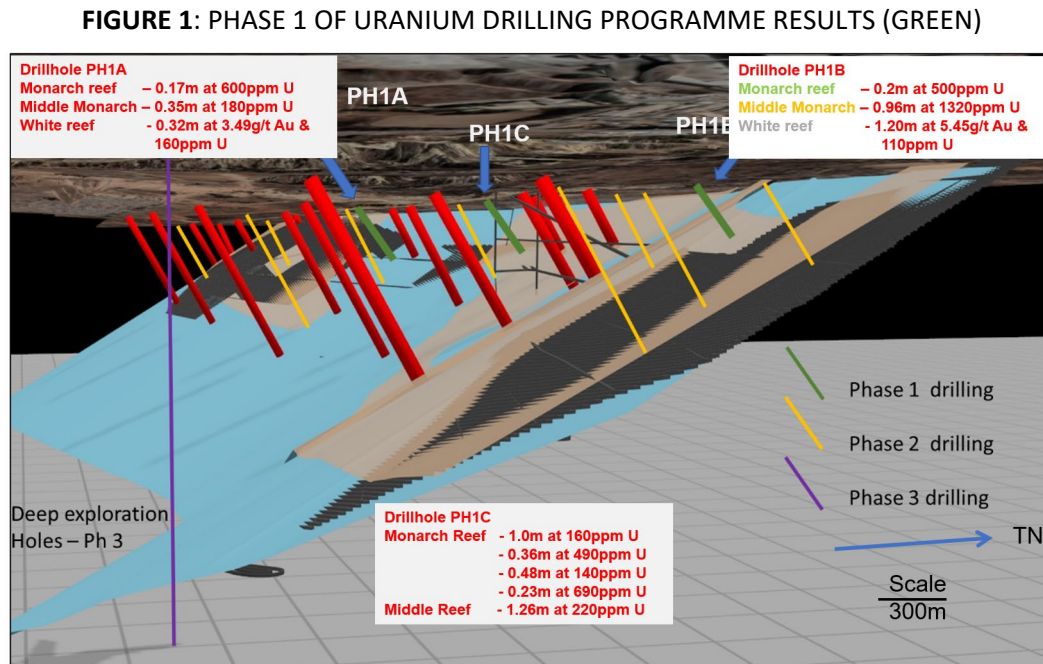 FIGURE 1: PHASE 1 OF URANIUM DRILLING PROGRAMME RESULTS (GREEN)
Drillhole PH1A
Monarch reef – 0.17m at 600ppm U
Middle Monarch – 0.35m at 180ppm U
White reef - 0.32m at 3.49g/t Au &
160ppm U
PH1A
PH1C
PH1B
Drillhole PH1B
Monarch reef – 0.2m at 500ppm U
Middle Monarch – 0.96m at 1320ppm U
White reef - 1.20m at 5.45g/t Au &
110ppm U
Phase 1 drilling
Phase 2 drilling
Phase 3 drilling
Deep exploration
Holes – Ph 3
Drillhole PH1C
Monarch Reef - 1.0m at 160ppm U
- 0.36m at 490ppm U
- 0.48m at 140ppm U
- 0.23m at 690ppm U
Middle Reef - 1.26m at 220ppm U
TN
Scale
300m